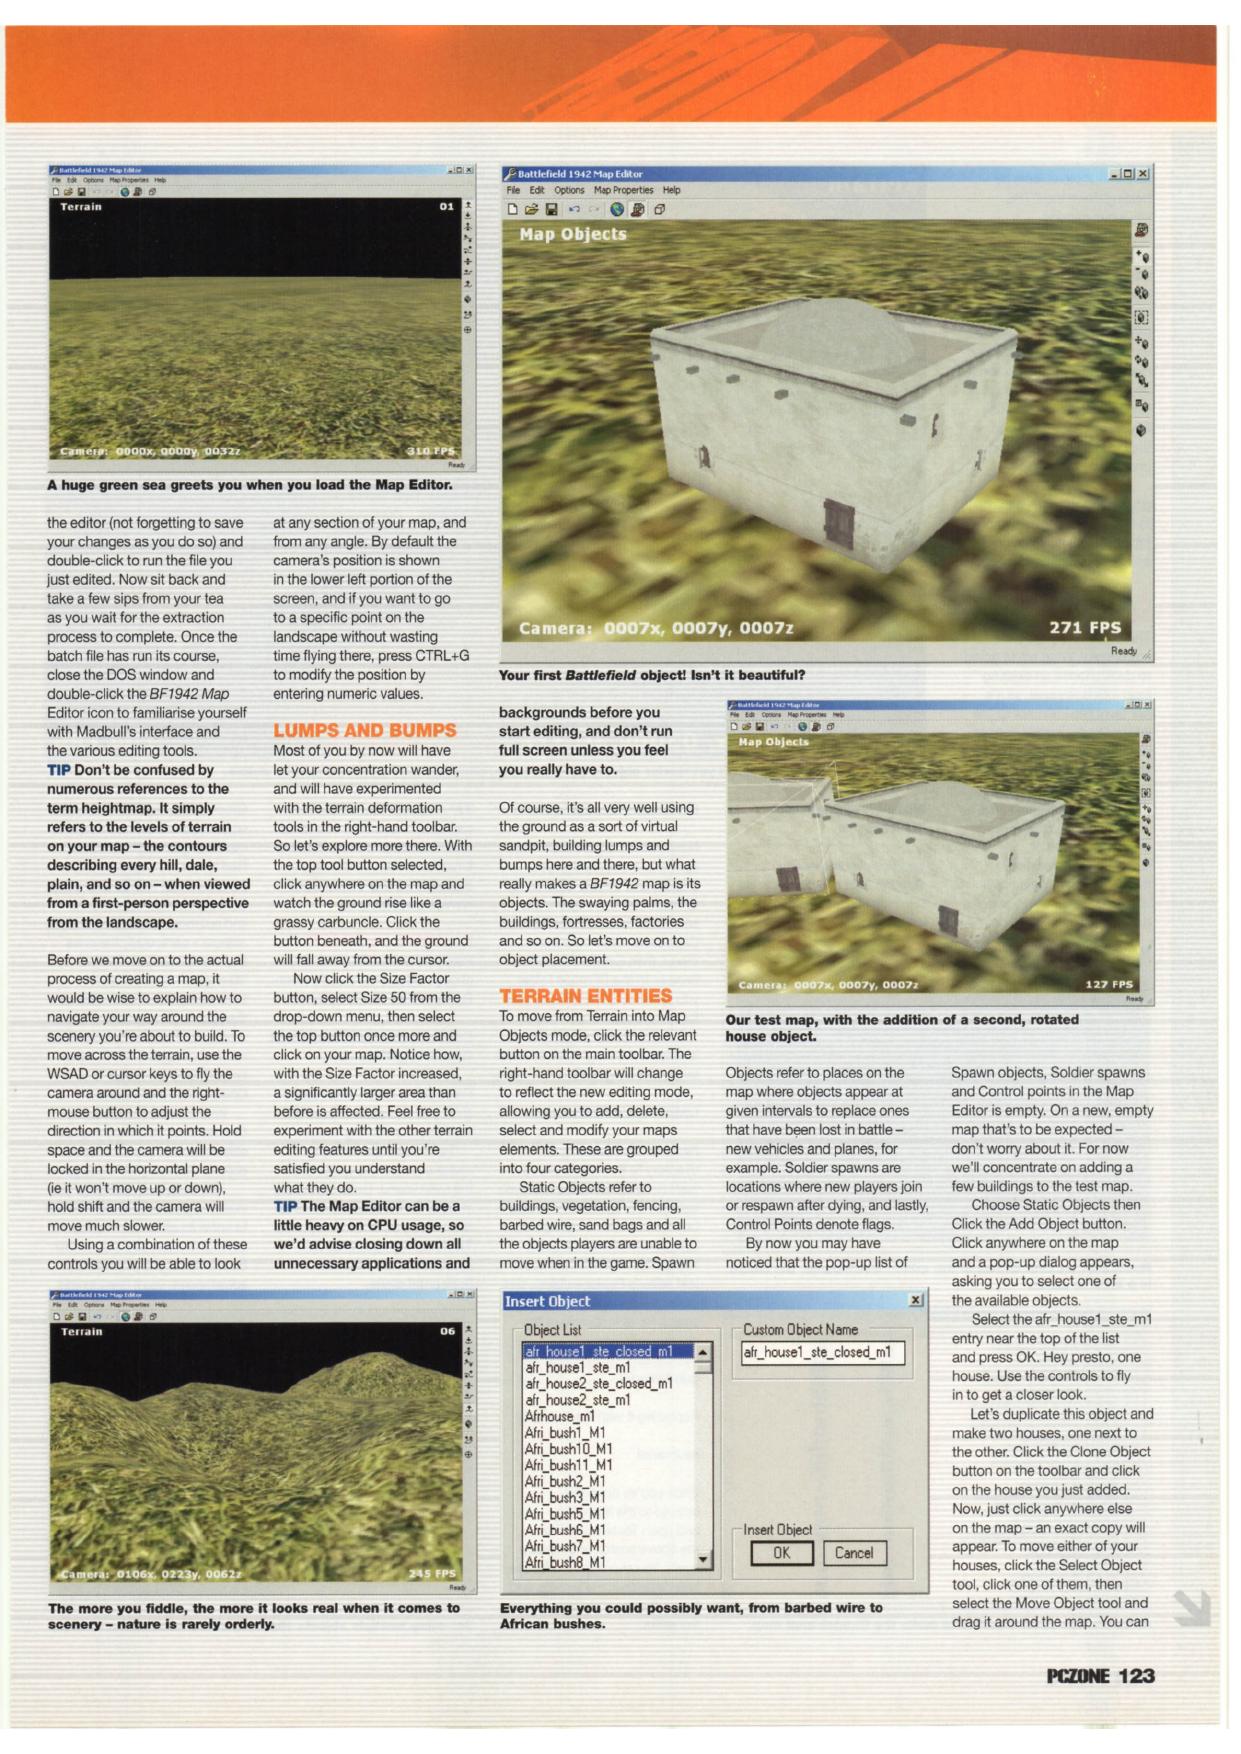 Battlefield 1942 Map Editor
File Edit Options Map Properties Help
Terrain 01
Camera: 0000x, 0000y, 0032z 310 FPS
Ready
A huge green sea greets you when you load the Map Editor.
Battlefield 1942 Map Editor
File Edit Options Map Properties Help
Map Objects
Camera: 0007x, 0007y, 0007z 271 FPS
Ready
Your first Battlefield object! Isn't it beautiful?
the editor (not forgetting to save
your changes as you do so) and
double-click to run the file you
just edited. Now sit back and
take a few sips from your tea
as you wait for the extraction
process to complete. Once the
batch file has run its course,
close the DOS window and
double-click the BF1942 Map
Editor icon to familiarise yourself
with Madbull's interface and
the various editing tools.
TIP Don't be confused by
numerous references to the
term heightmap. It simply
refers to the levels of terrain
on your map – the contours
describing every hill, dale,
plain, and so on – when viewed
from a first-person perspective
from the landscape.
Before we move on to the actual
process of creating a map, it
would be wise to explain how to
navigate your way around the
scenery you're about to build. To
move across the terrain, use the
WSAD or cursor keys to fly the
camera around and the right-
mouse button to adjust the
direction in which it points. Hold
space and the camera will be
locked in the horizontal plane
(ie it won't move up or down),
hold shift and the camera will
move much slower.
Using a combination of these
controls you will be able to look
at any section of your map, and
from any angle. By default the
camera's position is shown
in the lower left portion of the
screen, and if you want to go
to a specific point on the
landscape without wasting
time flying there, press CTRL+G
to modify the position by
entering numeric values.
LUMPS AND BUMPS
Most of you by now will have
let your concentration wander,
and will have experimented
with the terrain deformation
tools in the right-hand toolbar.
So let's explore more there. With
the top tool button selected,
click anywhere on the map and
watch the ground rise like a
grassy carbuncle. Click the
button beneath, and the ground
will fall away from the cursor.
Now click the Size Factor
button, select Size 50 from the
drop-down menu, then select
the top button once more and
click on your map. Notice how,
with the Size Factor increased,
a significantly larger area than
before is affected. Feel free to
experiment with the other terrain
editing features until you're
satisfied you understand
what they do.
TIP The Map Editor can be a
little heavy on CPU usage, so
we'd advise closing down all
unnecessary applications and
backgrounds before you
start editing, and don't run
full screen unless you feel
you really have to.
Of course, it's all very well using
the ground as a sort of virtual
sandpit, building lumps and
bumps here and there, but what
really makes a BF1942 map is its
objects. The swaying palms, the
buildings, fortresses, factories
and so on. So let's move on to
object placement.
TERRAIN ENTITIES
To move from Terrain into Map
Objects mode, click the relevant
button on the main toolbar. The
right-hand toolbar will change
to reflect the new editing mode,
allowing you to add, delete,
select and modify your maps
elements. These are grouped
into four categories.
Static Objects refer to
buildings, vegetation, fencing,
barbed wire, sand bags and all
the objects players are unable to
move when in the game. Spawn
Battlefield 1942 Map Editor
File Edit Options Map Properties Help
Map Objects
Camera: 0007x, 0007y, 0007z 127 FPS
Ready
Our test map, with the addition of a second, rotated
house object.
Objects refer to places on the
map where objects appear at
given intervals to replace ones
that have been lost in battle –
new vehicles and planes, for
example. Soldier spawns are
locations where new players join
or respawn after dying, and lastly,
Control Points denote flags.
By now you may have
noticed that the pop-up list of
Spawn objects, Soldier spawns
and Control points in the Map
Editor is empty. On a new, empty
map that's to be expected –
don't worry about it. For now
we'll concentrate on adding a
few buildings to the test map.
Choose Static Objects then
Click the Add Object button.
Click anywhere on the map
and a pop-up dialog appears,
asking you to select one of
the available objects.
Select the afr_house1_ste_m1
entry near the top of the list
and press OK. Hey presto, one
house. Use the controls to fly
in to get a closer look.
Let's duplicate this object and
make two houses, one next to
the other. Click the Clone Object
button on the toolbar and click
on the house you just added.
Now, just click anywhere else
on the map – an exact copy will
appear. To move either of your
houses, click the Select Object
tool, click one of them, then
select the Move Object tool and
drag it around the map. You can
Battlefield 1942 Map Editor
File Edit Options Map Properties Help
Terrain 06
Camera: 0106x, 0223y, 0062z 245 FPS
Ready
The more you fiddle, the more it looks real when it comes to
scenery – nature is rarely orderly.
Insert Object
Object List
afr_house1_ste_closed_m1
afr_house1_ste_m1
afr_house2_ste_closed_m1
afr_house2_ste_m1
Afrhouse_m1
Afri_bush1_M1
Afri_bush10_M1
Afri_bush11_M1
Afri_bush2_M1
Afri_bush3_M1
Afri_bush5_M1
Afri_bush6_M1
Afri_bush7_M1
Afri_bush8_M1
Custom Object Name
afr_house1_ste_closed_m1
Insert Object
OK Cancel
Everything you could possibly want, from barbed wire to
African bushes.
PCZONE 123